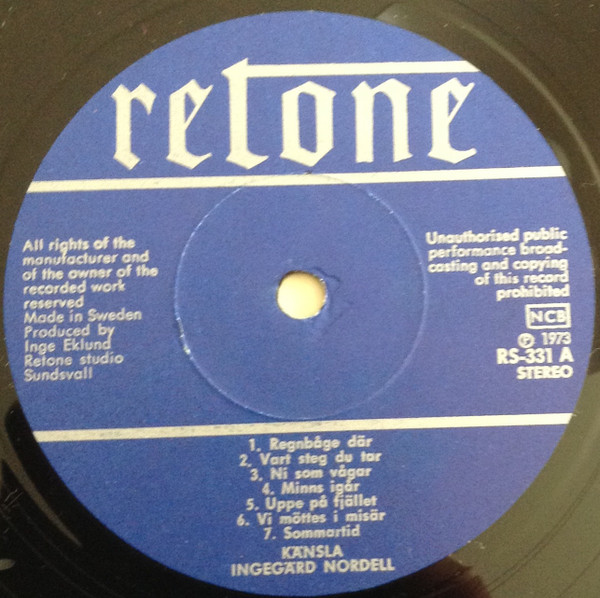 retone
All rights of the
manufacturer and
of the owner of the
recorded work
reserved
Made in Sweden
Produced by
Inge Eklund
Retone studio
Sundsvall
Unauthorised public
performance broad-
casting and copying
of this record
prohibited
NCB
℗ 1973
RS-331 A
STEREO
1. Regnbåge där
2. Vart steg du tar
3. Ni som vågar
4. Minns igår
5. Uppe på fjället
6. Vi möttes i misär
7. Sommartid
KÄNSLA
INGEGÄRD NORDELL